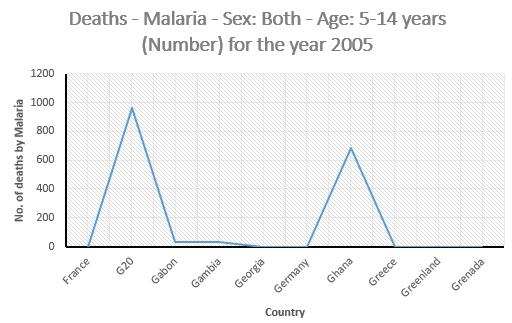 Deaths - Malaria - Sex: Both - Age: 5-14 years
(Number) for the year 2005
No. of deaths by Malaria
1200
1000
800
600
400
200
0
France
G20
Gabon
Gambia
Georgia
Germany
Ghana
Greece
Greenland
Grenada
Country